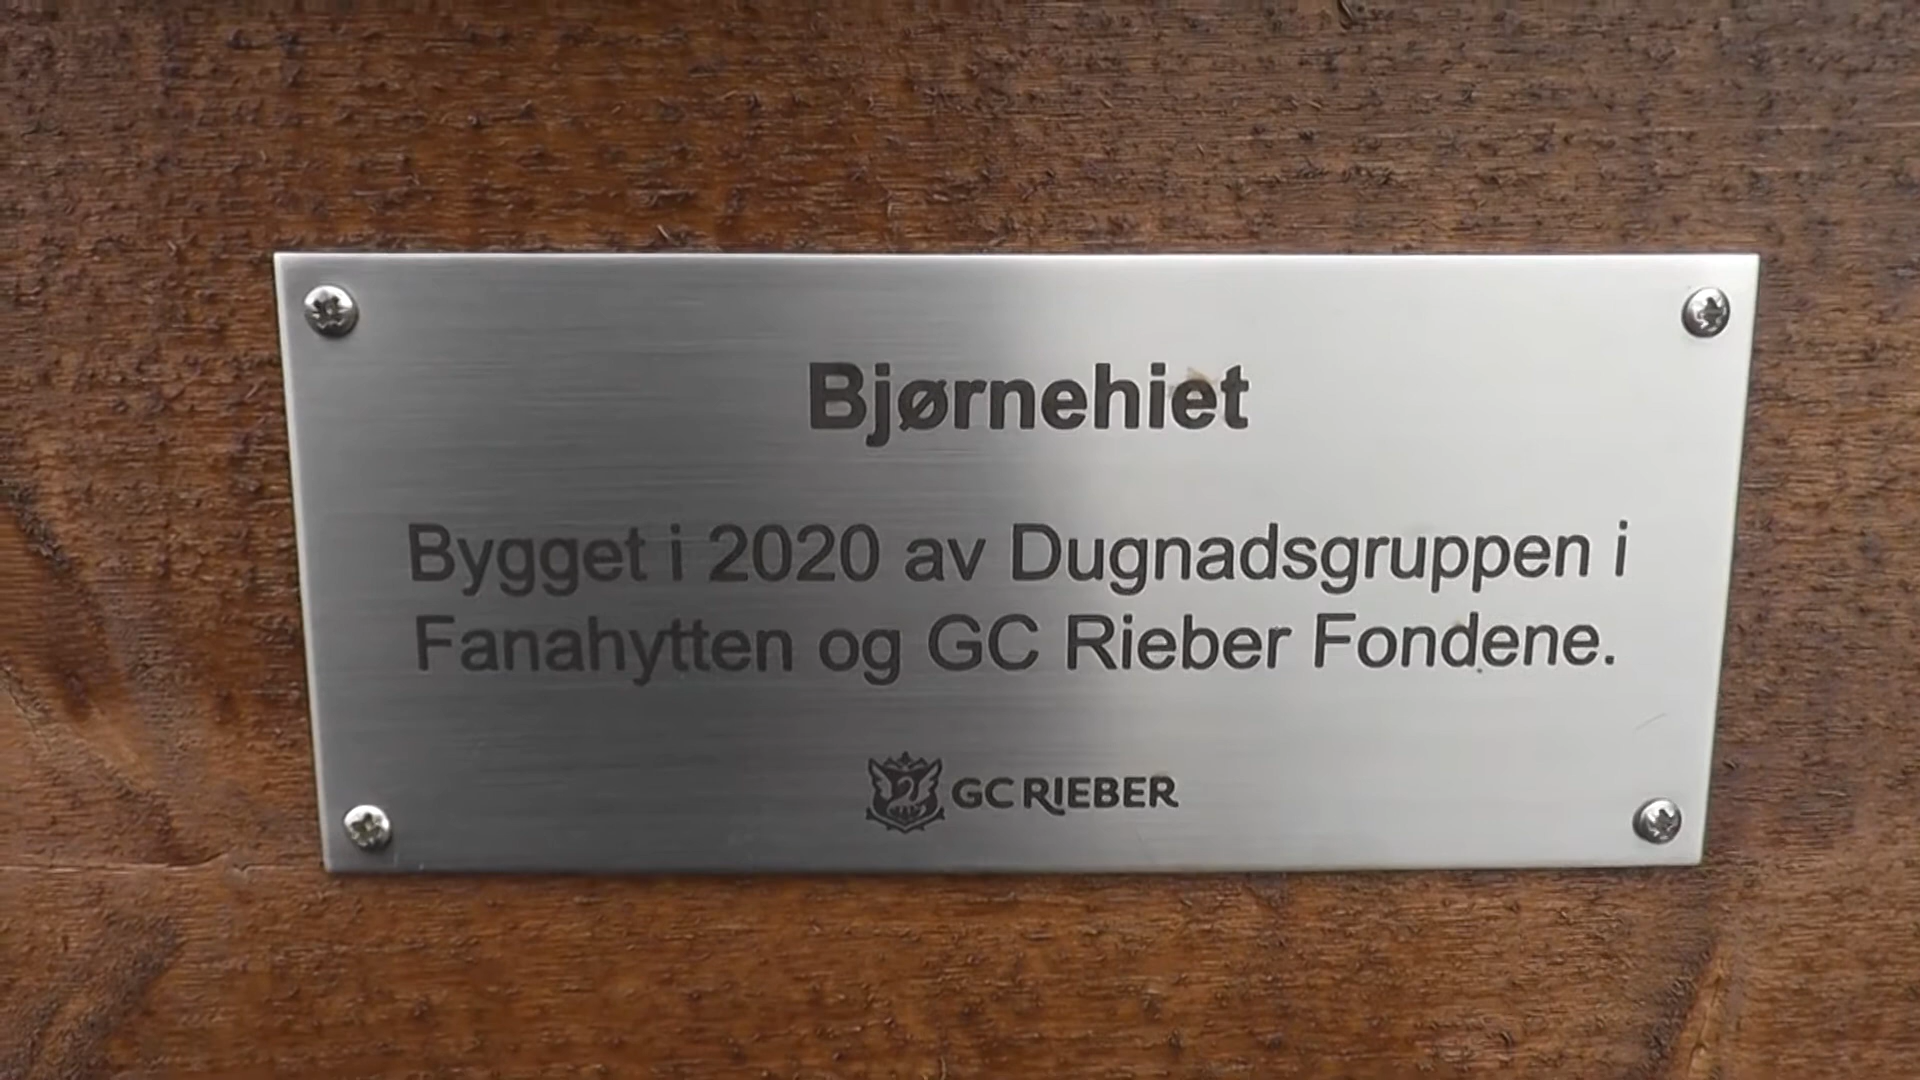 Bjørnehiet
Bygget i 2020 av Dugnadsgruppen i
Fanahytten og GC Rieber Fondene.
GC RIEBER